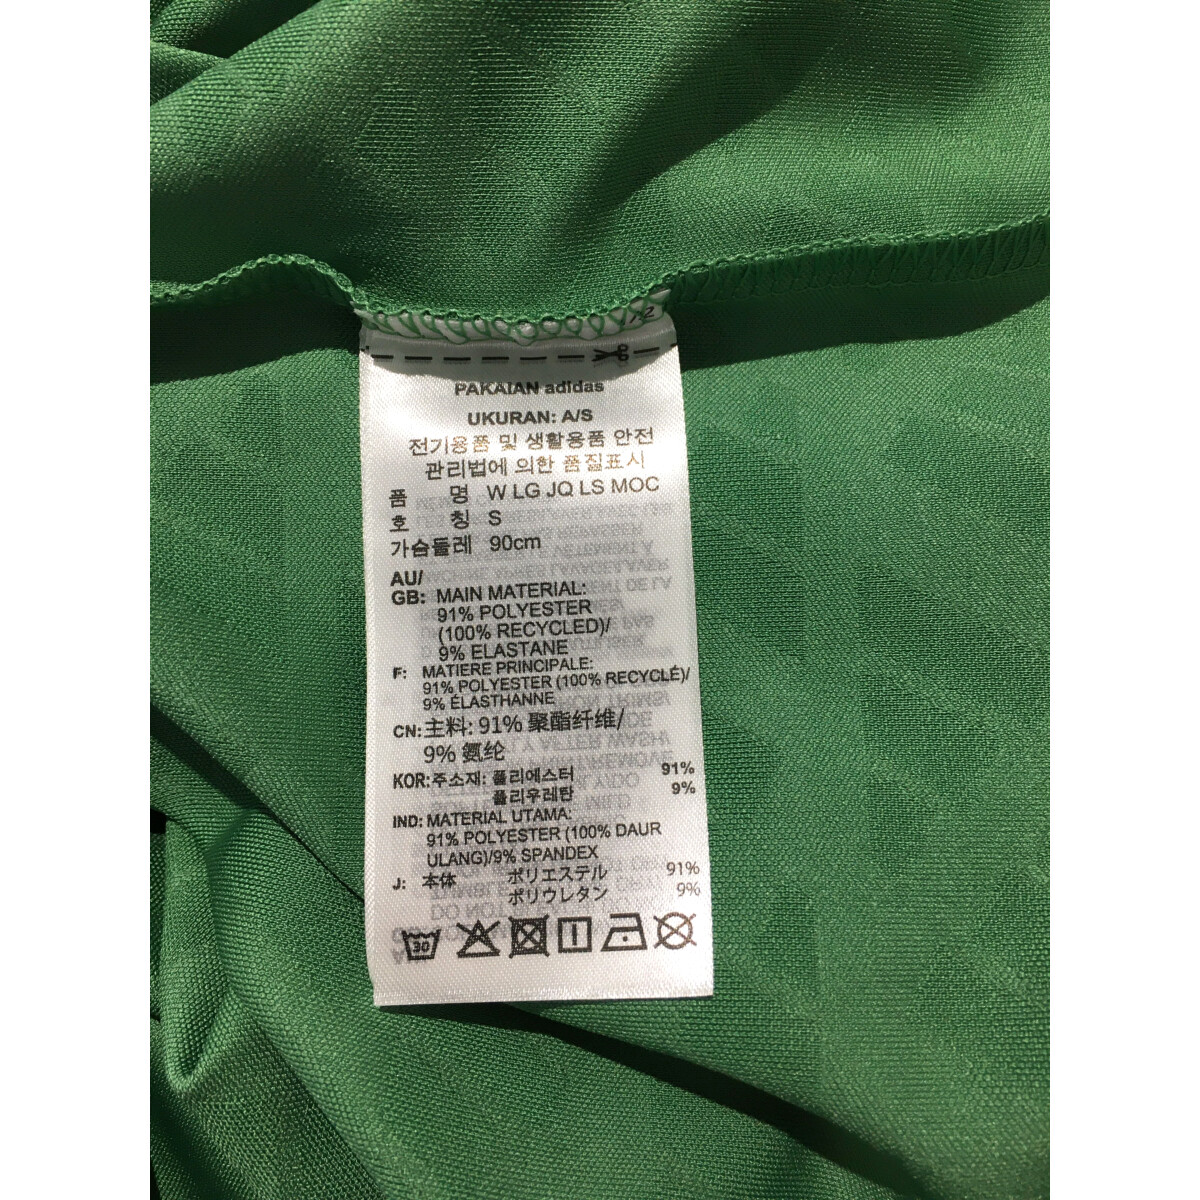 /2
PAKAIAN adidas
UKURAN: A/S
전기용품 및 생활용품 안전
관리법에 의한 품질표시
품 명 W LG JQ LS MOC
호 칭 S
가슴둘레 90cm
AU/
GB: MAIN MATERIAL:
91% POLYESTER
(100% RECYCLED)/
9% ELASTANE
F: MATIERE PRINCIPALE:
91% POLYESTER (100% RECYCLÉ)/
9% ÉLASTHANNE
CN: 主料: 91% 聚酯纤维/
9% 氨纶
KOR: 주소재: 폴리에스터 91%
폴리우레탄 9%
IND: MATERIAL UTAMA:
91% POLYESTER (100% DAUR
ULANG)/9% SPANDEX
J: 本体 ポリエステル 91%
ポリウレタン 9%
30